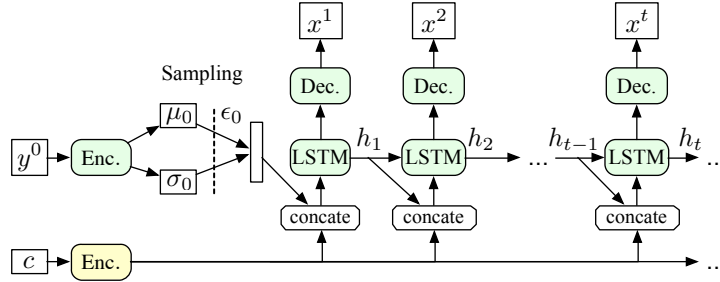 x^1 x^2 x^t
Sampling
Dec. Dec. Dec.
μ_0 ϵ_0
y^0 Enc. LSTM h_1 LSTM h_2 ... h_{t-1} LSTM h_t ..
σ_0
concate concate concate
c Enc. ..